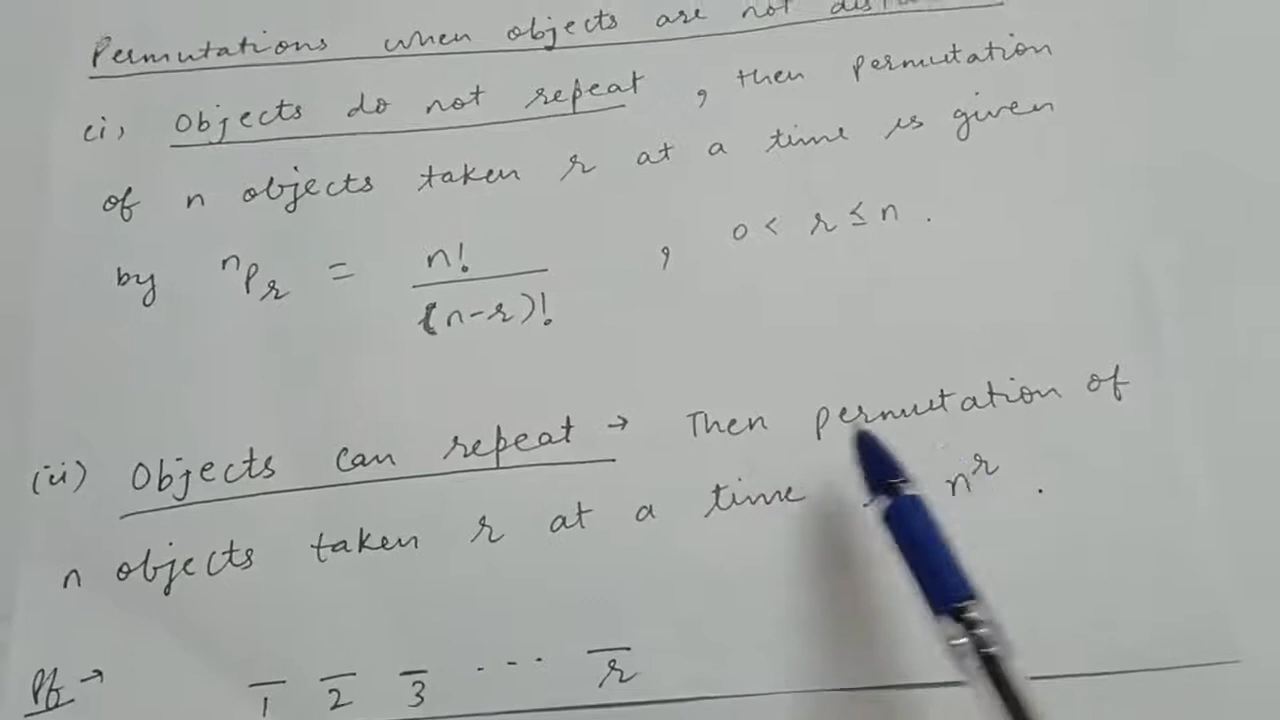 Permutations when objects are not
(i), Objects do not repeat, then permutation
of n objects taken r at a time is given
by ⁿPᵣ = n!/(n-r)! , 0 < r ≤ n .
(ii) Objects can repeat → Then permutation of
n objects taken r at a time nʳ .
Pf →
1 2 3 ... r